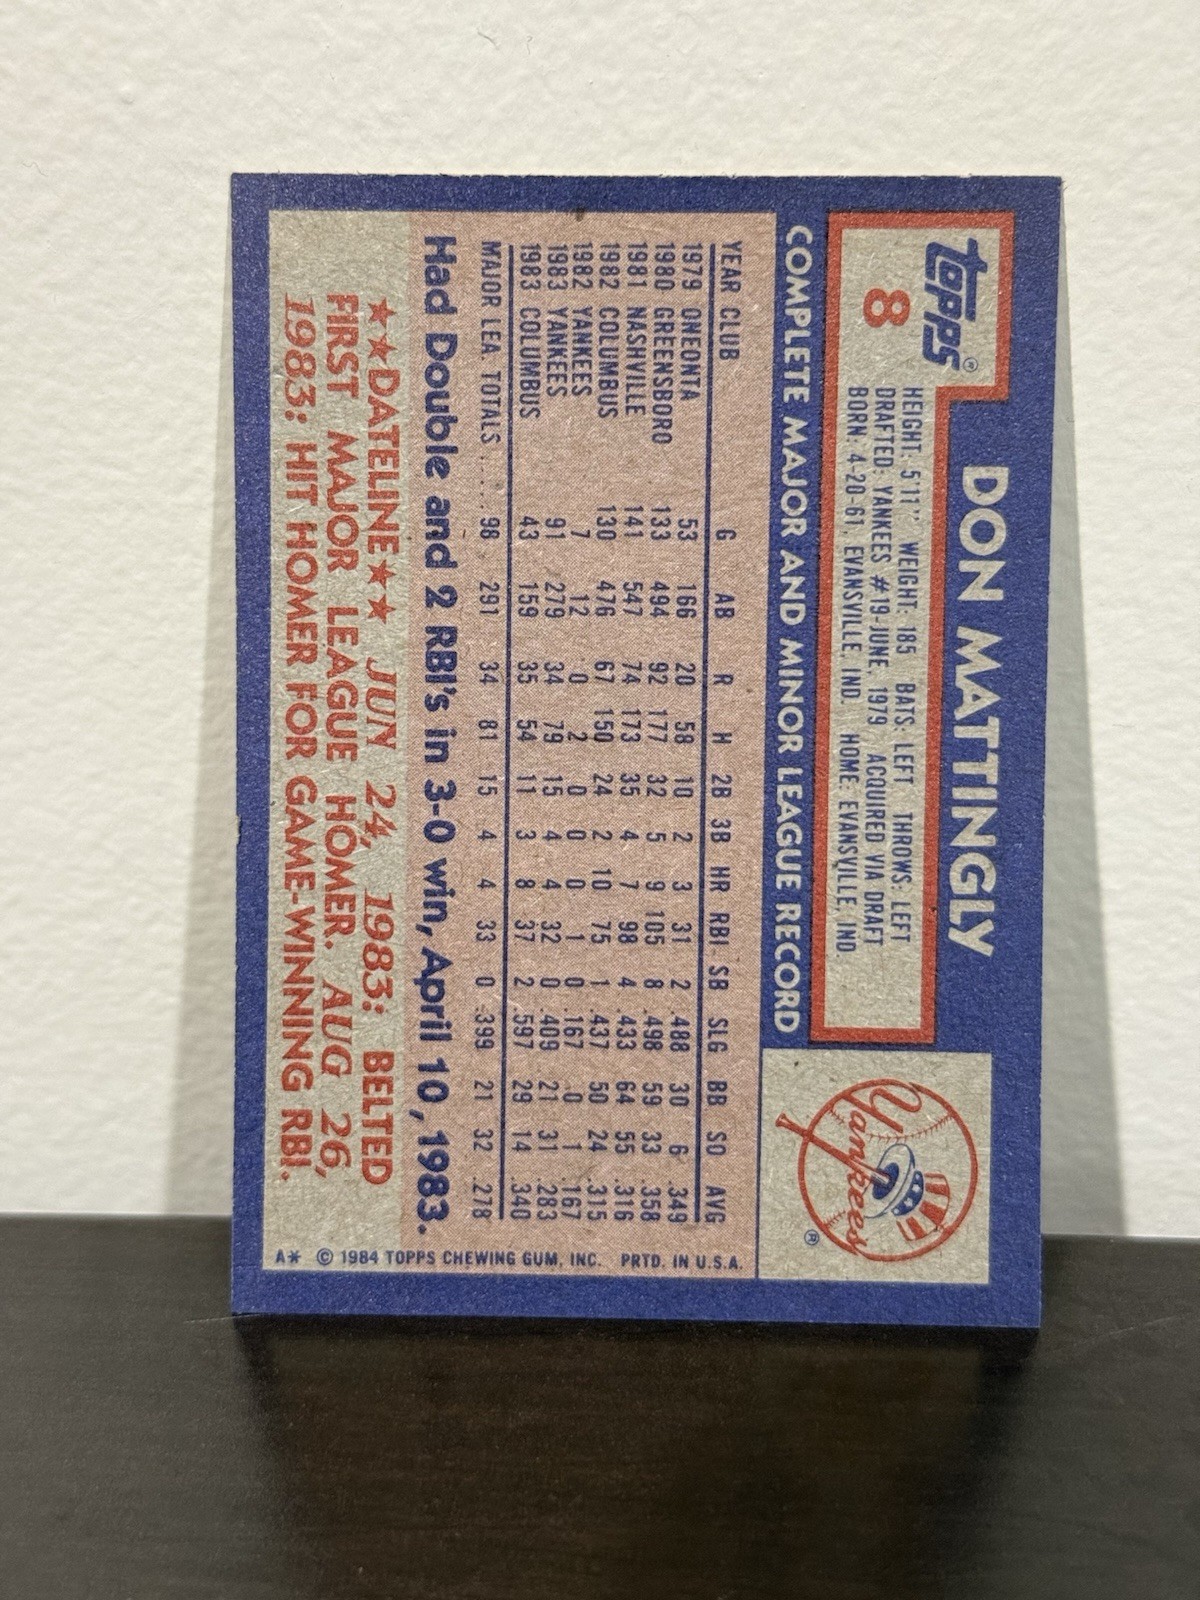 topps®
8
DON MATTINGLY
HEIGHT: 5'11" WEIGHT: 185 BATS: LEFT THROWS: LEFT
DRAFTED: YANKEES #19-JUNE, 1979 ACQUIRED VIA DRAFT
BORN: 4-20-61, EVANSVILLE, IND. HOME: EVANSVILLE, IND.
Yankees ®
COMPLETE MAJOR AND MINOR LEAGUE RECORD
YEAR CLUB G AB R H 2B 3B HR RBI SB SLG BB SO AVG
1979 ONEONTA 53 166 20 58 10 2 3 31 2 .488 30 6 .349
1980 GREENSBORO 133 494 92 177 32 5 9 105 8 .498 59 33 .358
1981 NASHVILLE 141 547 74 173 35 4 7 98 4 .433 64 55 .316
1982 COLUMBUS 130 476 67 150 24 2 10 75 1 .437 50 24 .315
1982 YANKEES 7 12 0 2 0 0 0 1 0 .167 0 1 .167
1983 YANKEES 91 279 34 79 15 4 4 32 0 .409 21 31 .283
1983 COLUMBUS 43 159 35 54 11 3 8 37 2 .597 29 14 .340
MAJOR LEA. TOTALS ..... 98 291 34 81 15 4 4 33 0 .399 21 32 .278
Had Double and 2 RBI's in 3-0 win, April 10, 1983.
★★DATELINE★★ JUN 24, 1983: BELTED
FIRST MAJOR LEAGUE HOMER. AUG 26,
1983: HIT HOMER FOR GAME-WINNING RBI.
A* © 1984 TOPPS CHEWING GUM, INC. PRTD. IN U.S.A.